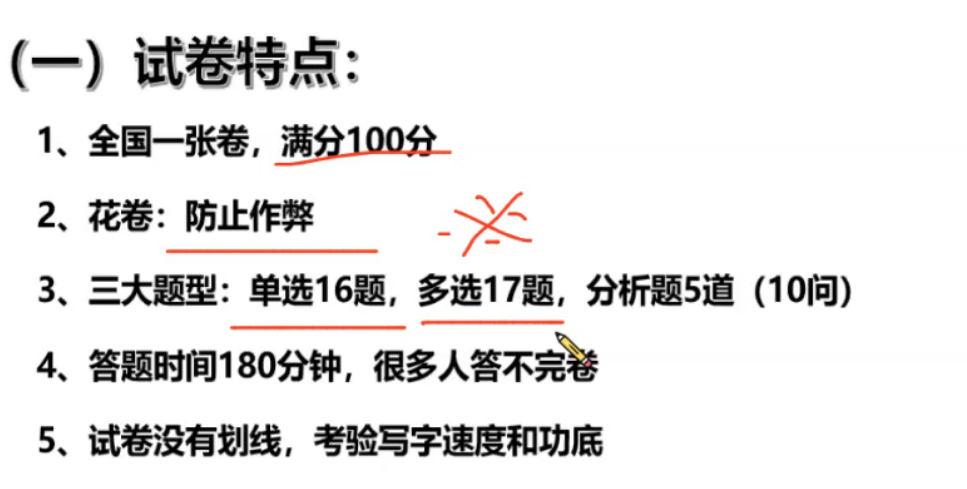 （一）试卷特点：
1、全国一张卷，满分100分
2、花卷：防止作弊
3、三大题型：单选16题，多选17题，分析题5道（10问）
4、答题时间180分钟，很多人答不完卷
5、试卷没有划线，考验写字速度和功底